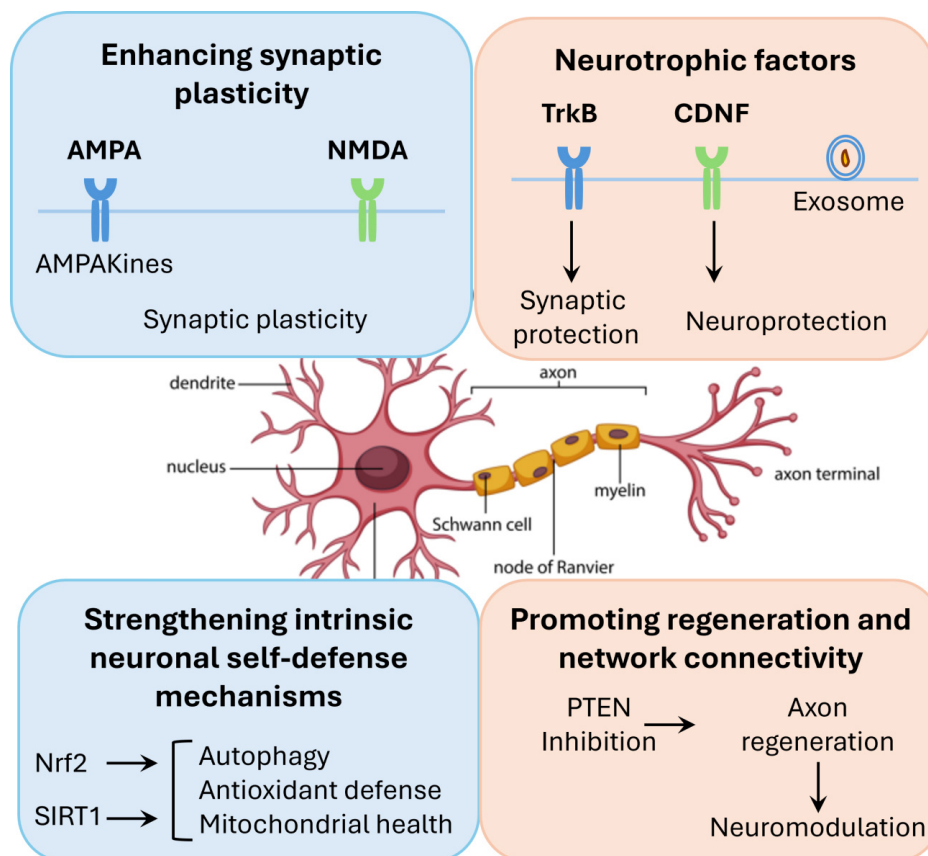 Enhancing synaptic
plasticity
AMPA
NMDA
AMPAKines
Synaptic plasticity
Neurotrophic factors
TrkB
CDNF
Exosome
Synaptic
protection
Neuroprotection
dendrite
axon
nucleus
Schwann cell
myelin
axon terminal
node of Ranvier
Strengthening intrinsic
neuronal self-defense
mechanisms
Nrf2
SIRT1
Autophagy
Antioxidant defense
Mitochondrial health
Promoting regeneration and
network connectivity
PTEN
Inhibition
Axon
regeneration
Neuromodulation